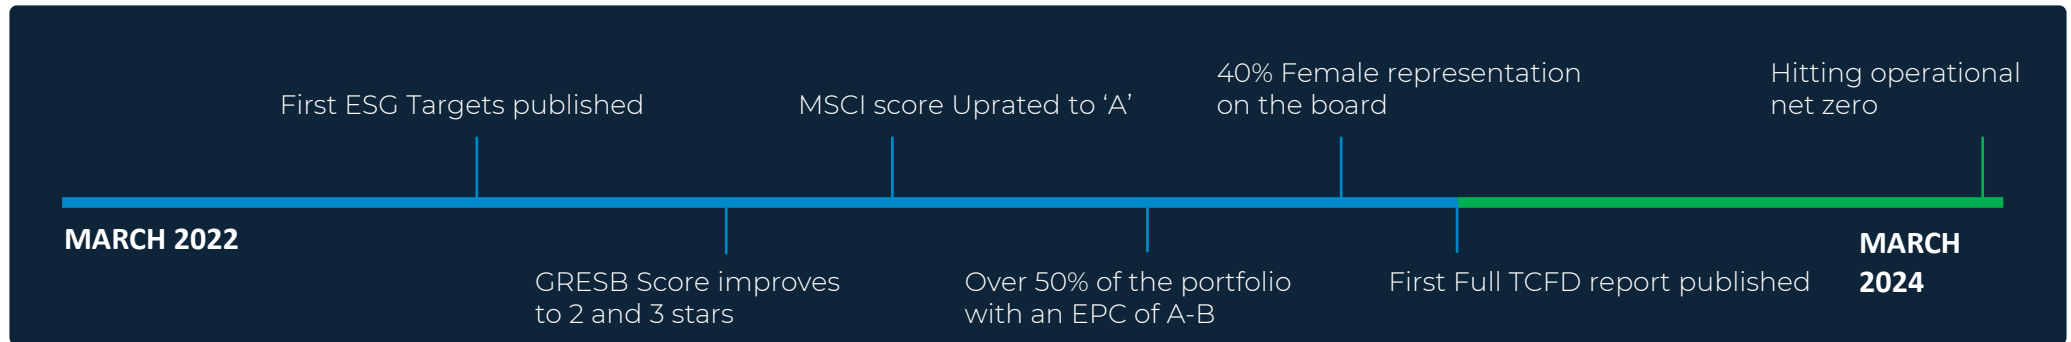 40% Female representation
Hitting operational
First ESG Targets published
MSCI score Uprated to ‘A’
on the board
net zero
MARCH 2022
MARCH
2024
GRESB Score improves
to 2 and 3 stars
Over 50% of the portfolio
with an EPC of A-B
First Full TCFD report published